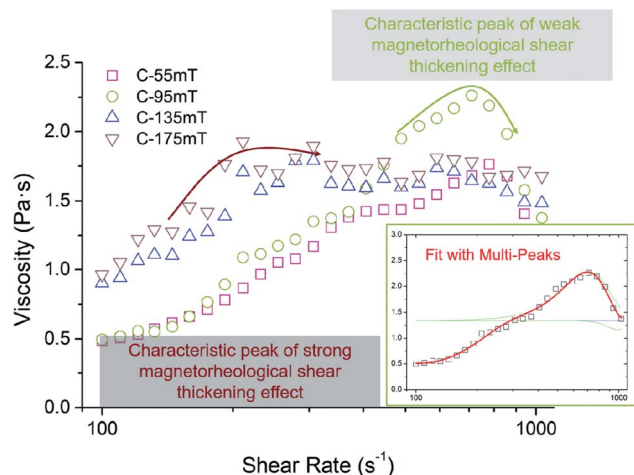 Characteristic peak of weak
magnetorheological shear
thickening effect
2.5
2.0
1.5
1.0
0.5
0.0
Viscosity (Pa·s)
C-55mT
C-95mT
C-135mT
C-175mT
Characteristic peak of strong
magnetorheological shear
thickening effect
Fit with Multi-Peaks
3.0
2.5
2.0
1.5
1.0
0.5
0.0
100
1000
100
1000
Shear Rate (s⁻¹)